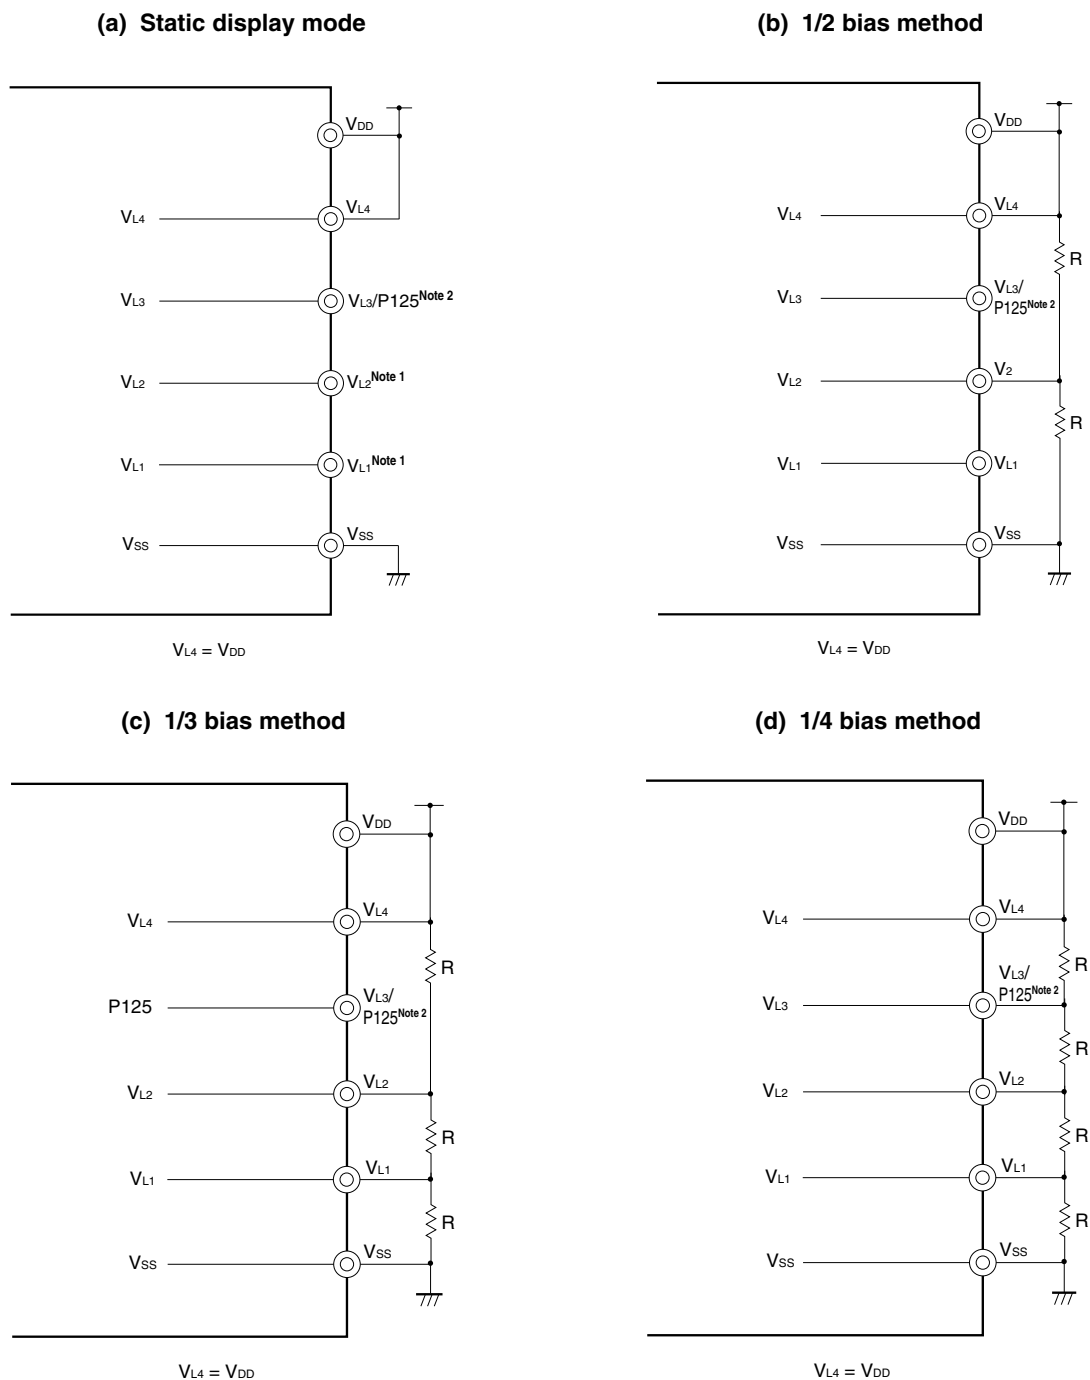 (a) Static display mode
VDD
VL4 VL4
VL3 VL3/P125Note 2
VL2 VL2Note 1
VL1 VL1Note 1
VSS VSS
VL4 = VDD
(b) 1/2 bias method
VDD
VL4 VL4
R
VL3 VL3/
P125Note 2
VL2 V2
R
VL1 VL1
VSS VSS
VL4 = VDD
(c) 1/3 bias method
VDD
VL4 VL4
R
P125 VL3/
P125Note 2
VL2 VL2
R
VL1 VL1
R
VSS VSS
VL4 = VDD
(d) 1/4 bias method
VDD
VL4 VL4
R
VL3 VL3/
P125Note 2
R
VL2 VL2
R
VL1 VL1
R
VSS VSS
VL4 = VDD